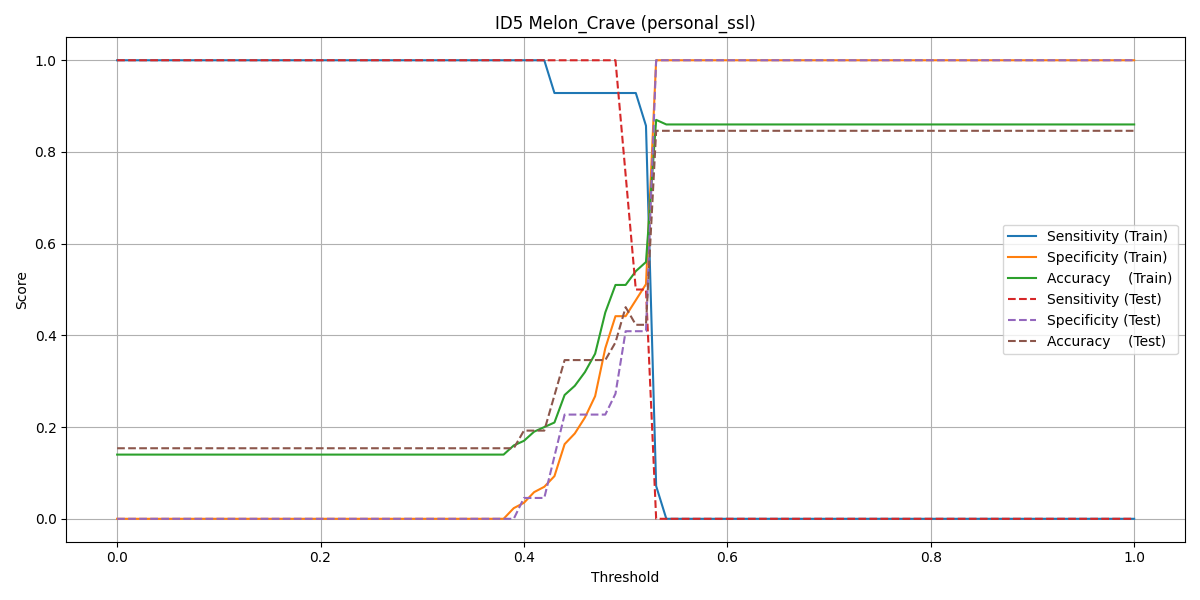 ID5 Melon_Crave (personal_ssl)
1.0
0.8
0.6
0.4
0.2
0.0
Score
0.0 0.2 0.4 0.6 0.8 1.0
Threshold
Sensitivity (Train)
Specificity (Train)
Accuracy (Train)
Sensitivity (Test)
Specificity (Test)
Accuracy (Test)